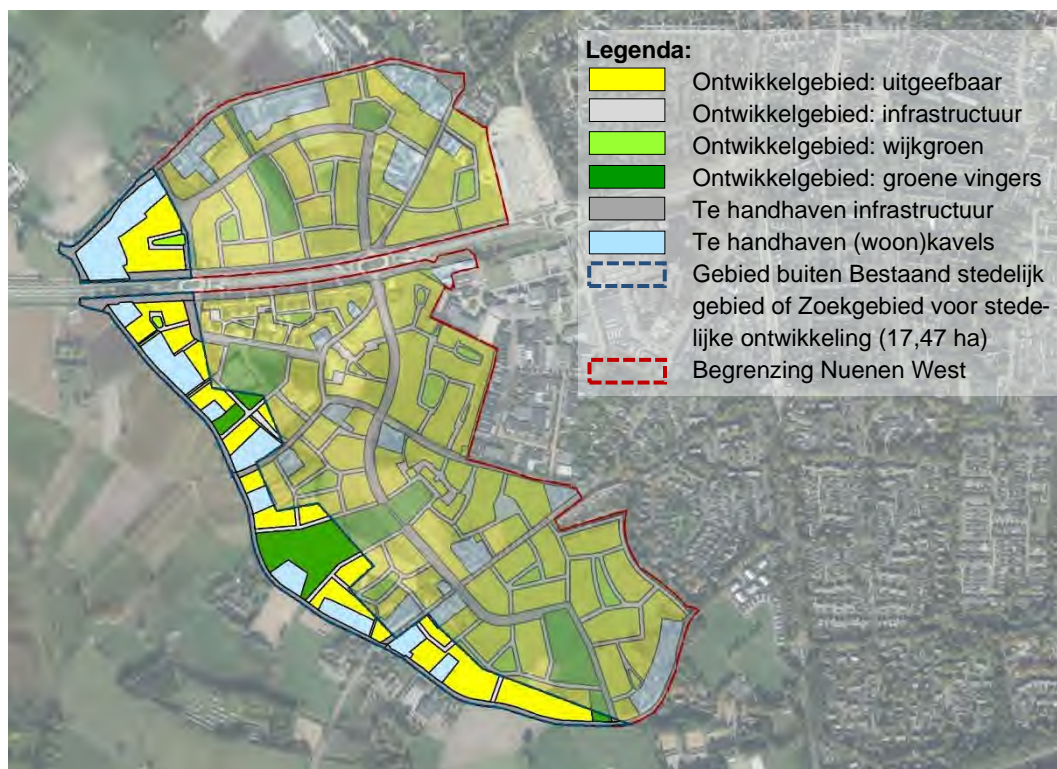 Legenda:
Ontwikkelgebied: uitgeefbaar
Ontwikkelgebied: infrastructuur
Ontwikkelgebied: wijkgroen
Ontwikkelgebied: groene vingers
Te handhaven infrastructuur
Te handhaven (woon)kavels
Gebied buiten Bestaand stedelijk
gebied of Zoekgebied voor stede-
lijke ontwikkeling (17,47 ha)
Begrenzing Nuenen West